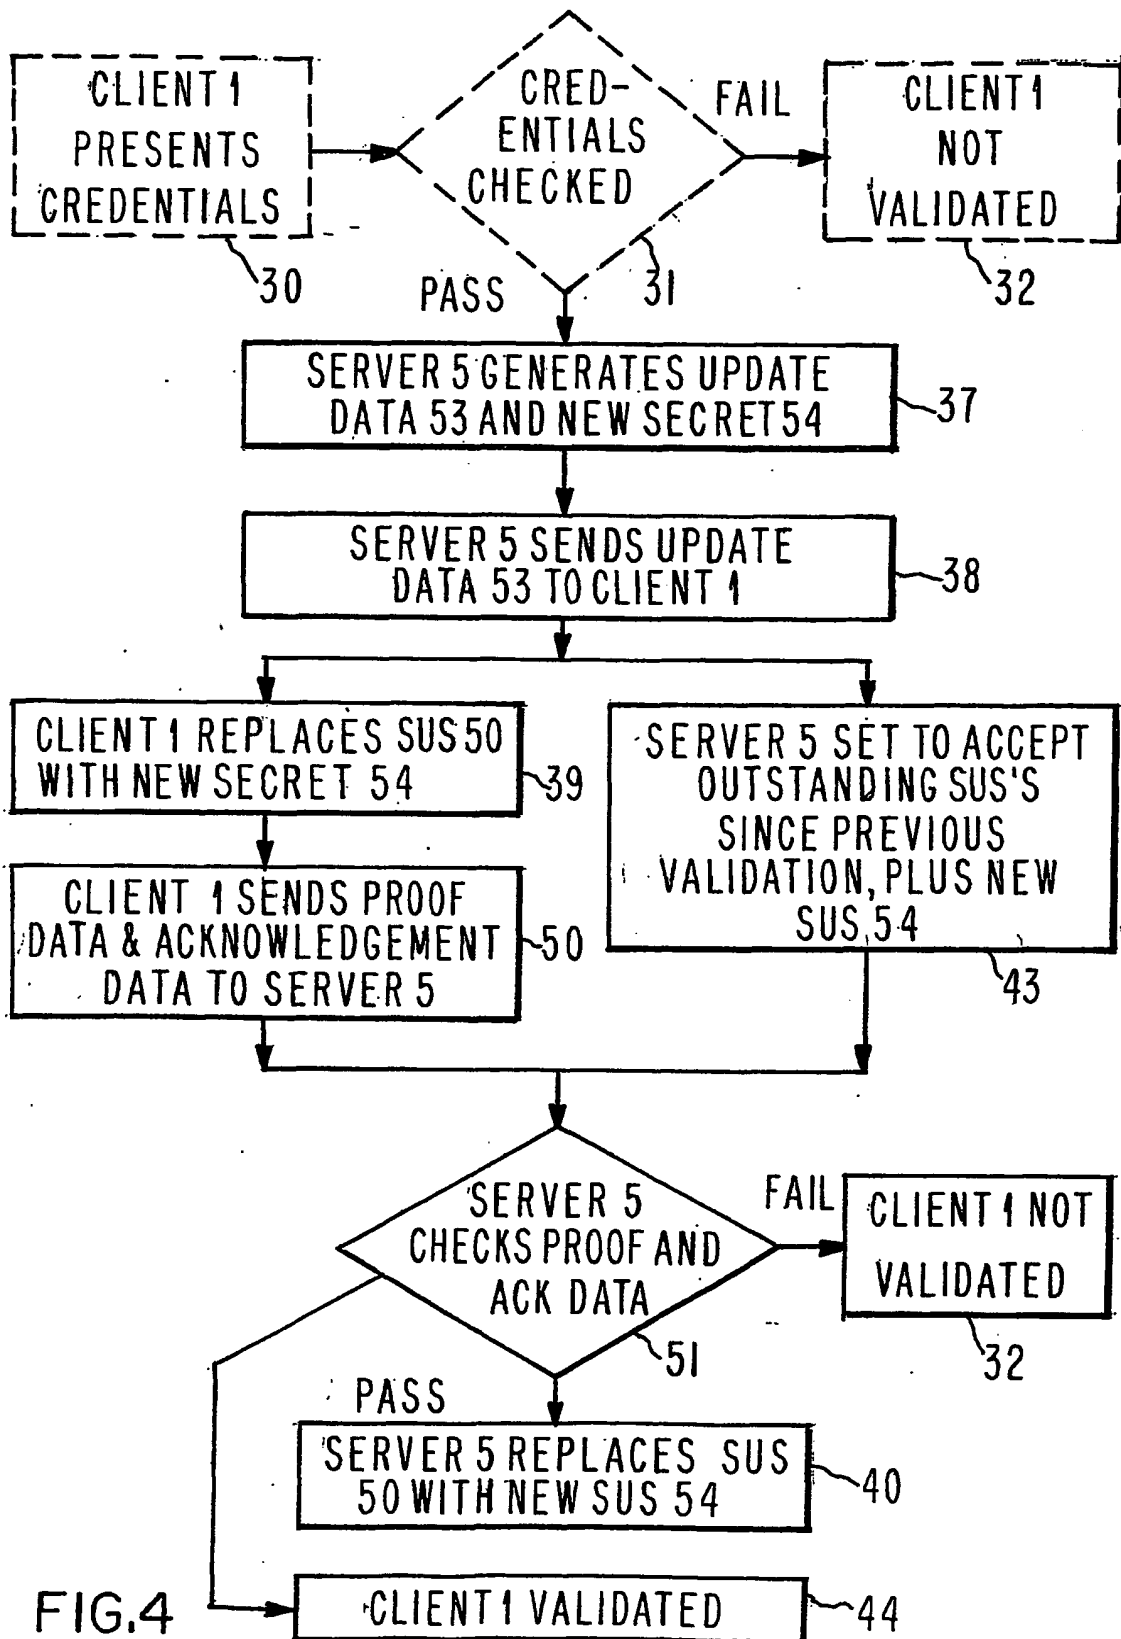 CLIENT 1
PRESENTS
CREDENTIALS
30
CRED-
ENTIALS
CHECKED
31
FAIL
CLIENT 1
NOT
VALIDATED
32
PASS
SERVER 5 GENERATES UPDATE
DATA 53 AND NEW SECRET 54
37
SERVER 5 SENDS UPDATE
DATA 53 TO CLIENT 1
38
CLIENT 1 REPLACES SUS 50
WITH NEW SECRET 54
39
SERVER 5 SET TO ACCEPT
OUTSTANDING SUS'S
SINCE PREVIOUS
VALIDATION, PLUS NEW
SUS 54
43
CLIENT 1 SENDS PROOF
DATA & ACKNOWLEDGEMENT
DATA TO SERVER 5
50
SERVER 5
CHECKS PROOF AND
ACK DATA
51
FAIL
CLIENT 1 NOT
VALIDATED
32
PASS
SERVER 5 REPLACES SUS
50 WITH NEW SUS 54
40
CLIENT 1 VALIDATED
44
FIG.4